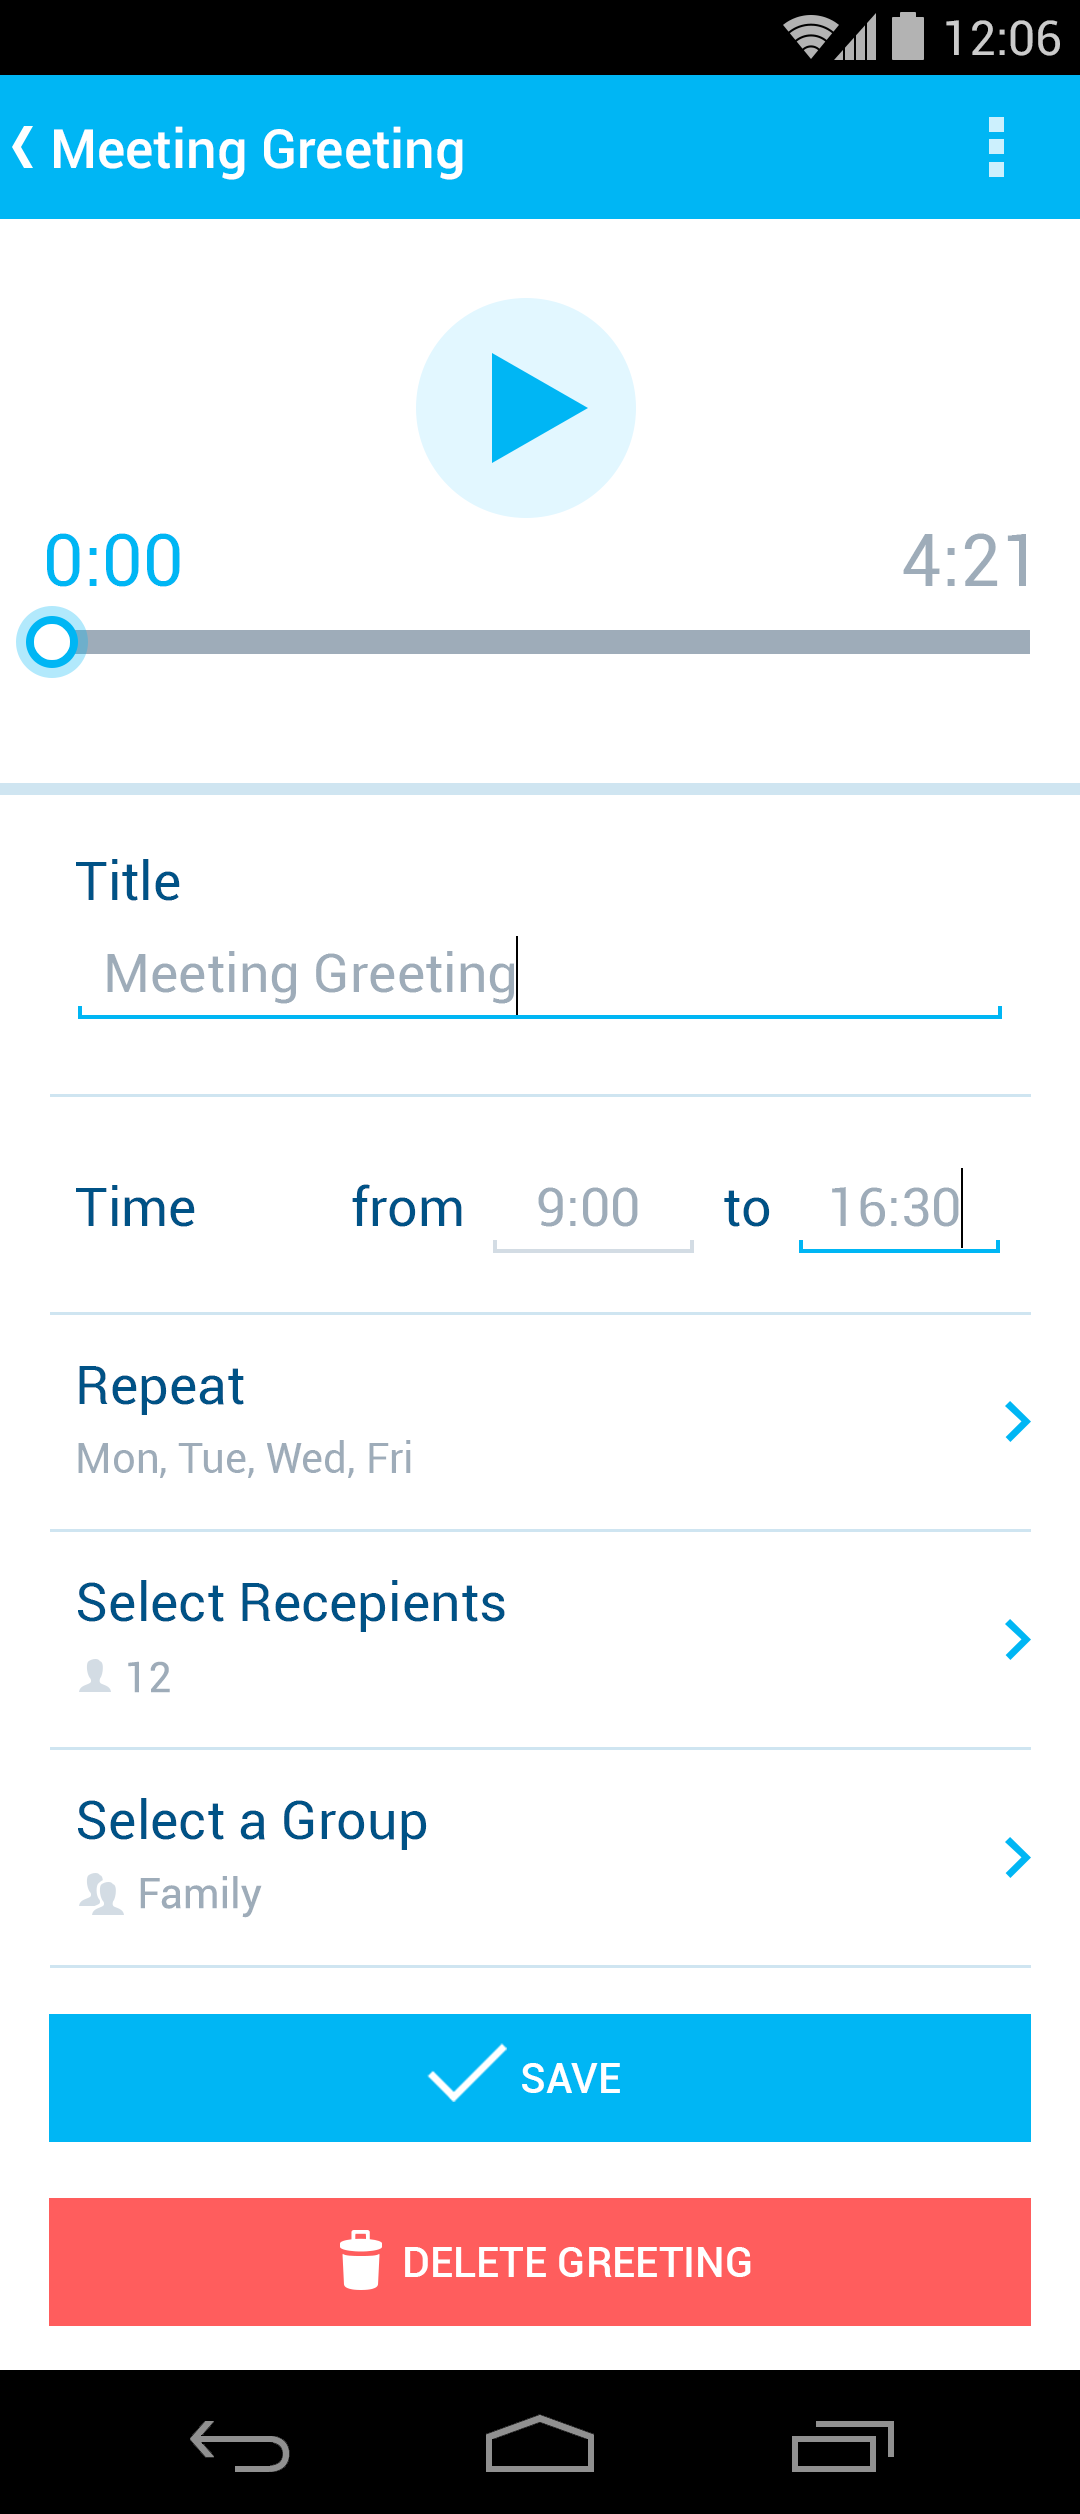 12:06
Meeting Greeting
0:00 4:21
Title
Meeting Greeting
Time from 9:00 to 16:30
Repeat
Mon, Tue, Wed, Fri
Select Recepients
12
Select a Group
Family
SAVE
DELETE GREETING